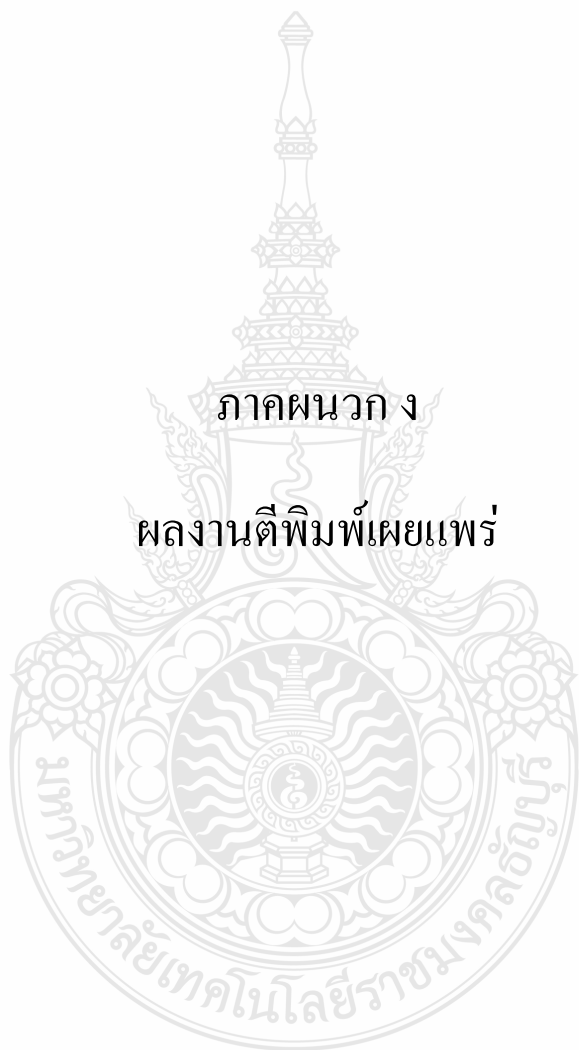 ภาคผนวก ง
ผลงานตีพิมพ์เผยแพร่
มหาวิทยาลัยเทคโนโลยีราชมงคลธัญบุรี